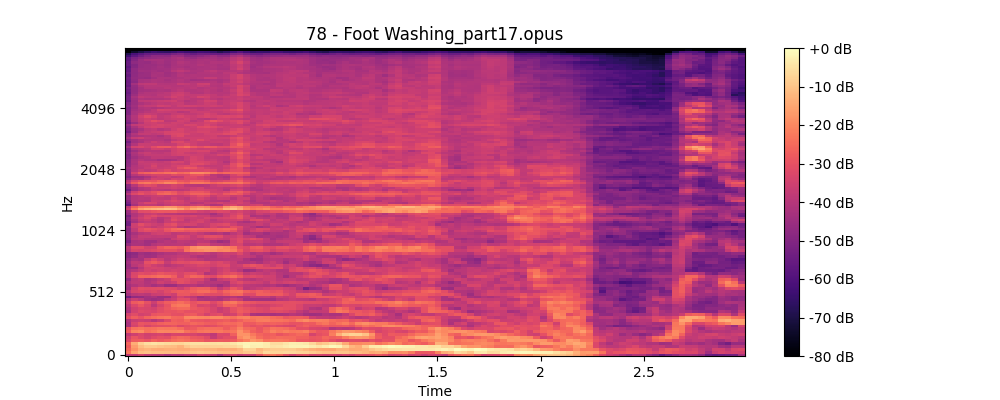 78 - Foot Washing_part17.opus
+0 dB
4096
-10 dB
-20 dB
2048
-30 dB
Hz
-40 dB
1024
-50 dB
512
-60 dB
-70 dB
0
-80 dB
0 0.5 1 1.5 2 2.5
Time